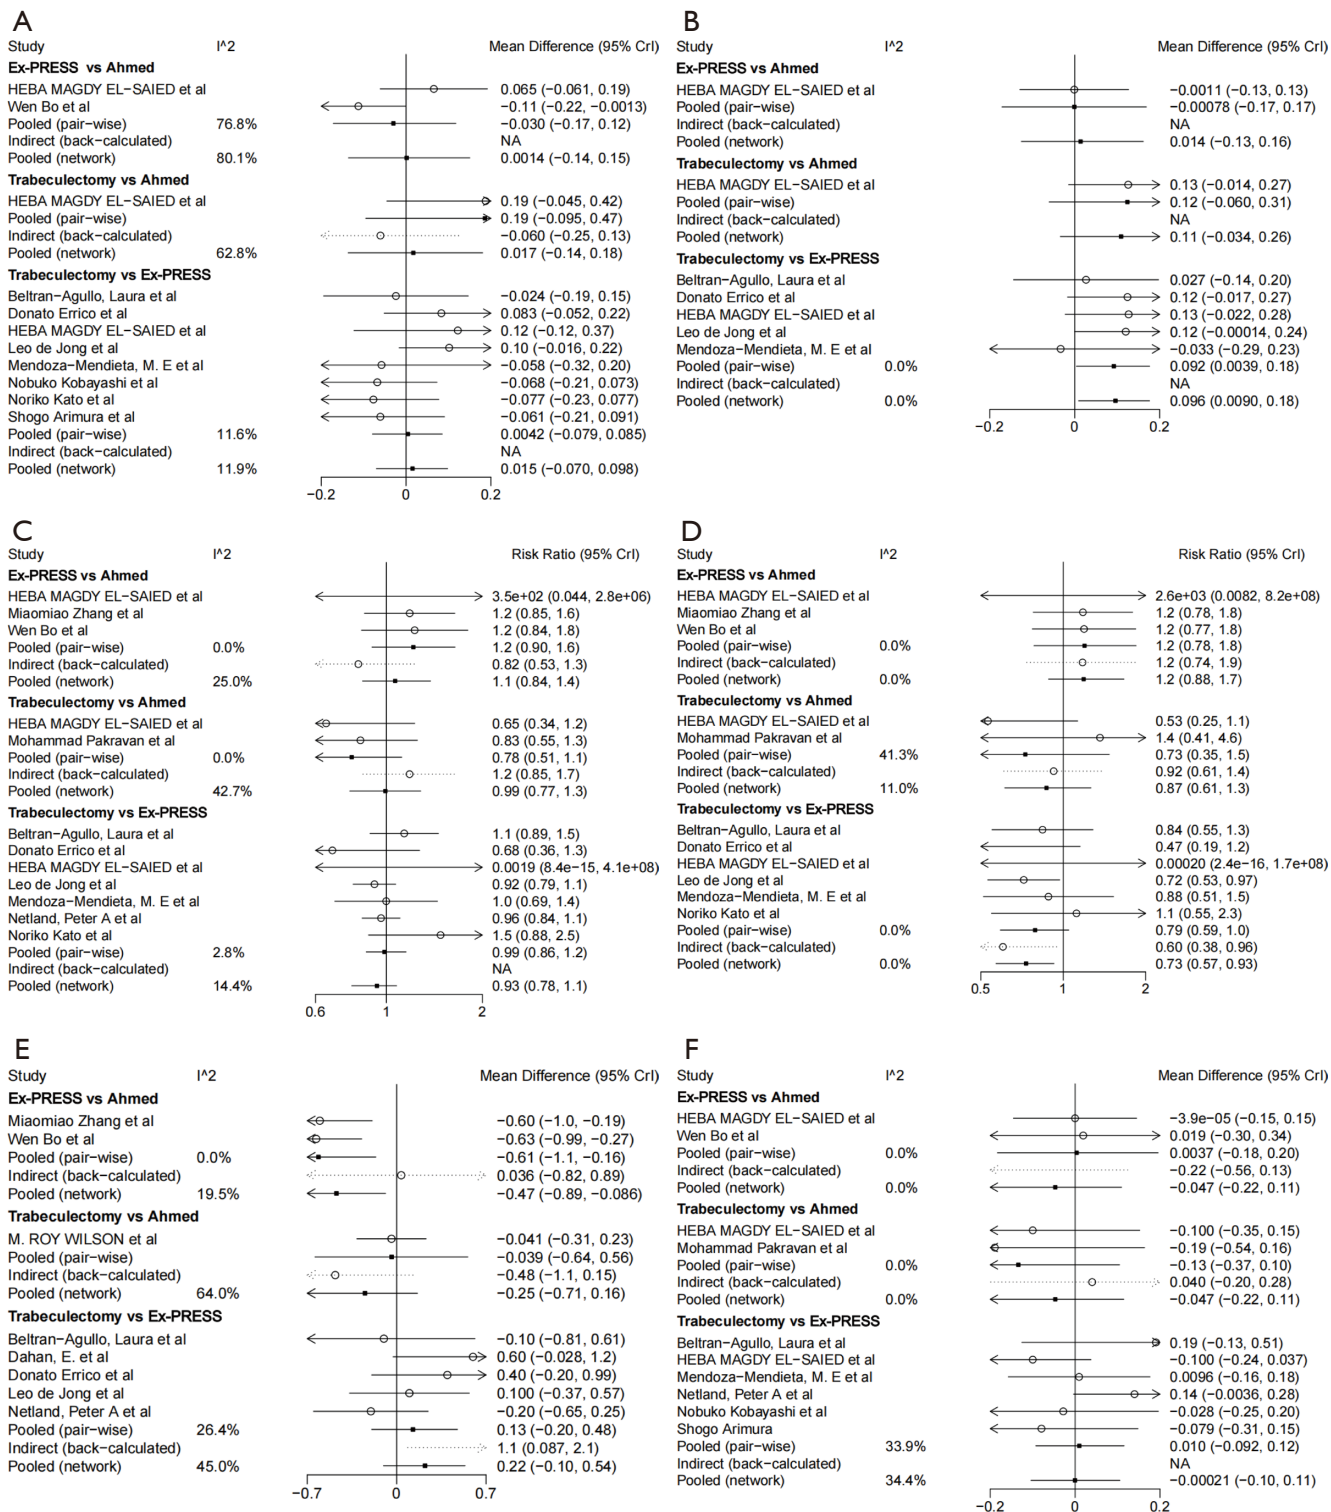 A
Study I^2 Mean Difference (95% CrI)
Ex-PRESS vs Ahmed
HEBA MAGDY EL-SAIED et al 0.065 (−0.061, 0.19)
Wen Bo et al −0.11 (−0.22, −0.0013)
Pooled (pair-wise) 76.8% −0.030 (−0.17, 0.12)
Indirect (back-calculated) NA
Pooled (network) 80.1% 0.0014 (−0.14, 0.15)
Trabeculectomy vs Ahmed
HEBA MAGDY EL-SAIED et al 0.19 (−0.045, 0.42)
Pooled (pair-wise) 0.19 (−0.095, 0.47)
Indirect (back-calculated) −0.060 (−0.25, 0.13)
Pooled (network) 62.8% 0.017 (−0.14, 0.18)
Trabeculectomy vs Ex-PRESS
Beltran-Agullo, Laura et al −0.024 (−0.19, 0.15)
Donato Errico et al 0.083 (−0.052, 0.22)
HEBA MAGDY EL-SAIED et al 0.12 (−0.12, 0.37)
Leo de Jong et al 0.10 (−0.016, 0.22)
Mendoza-Mendieta, M. E et al −0.058 (−0.32, 0.20)
Nobuko Kobayashi et al −0.068 (−0.21, 0.073)
Noriko Kato et al −0.077 (−0.23, 0.077)
Shogo Arimura et al −0.061 (−0.21, 0.091)
Pooled (pair-wise) 11.6% 0.0042 (−0.079, 0.085)
Indirect (back-calculated) NA
Pooled (network) 11.9% 0.015 (−0.070, 0.098)
−0.2 0 0.2
B
Study I^2 Mean Difference (95% CrI)
Ex-PRESS vs Ahmed
HEBA MAGDY EL-SAIED et al −0.0011 (−0.13, 0.13)
Pooled (pair-wise) −0.00078 (−0.17, 0.17)
Indirect (back-calculated) NA
Pooled (network) 0.014 (−0.13, 0.16)
Trabeculectomy vs Ahmed
HEBA MAGDY EL-SAIED et al 0.13 (−0.014, 0.27)
Pooled (pair-wise) 0.12 (−0.060, 0.31)
Indirect (back-calculated) NA
Pooled (network) 0.11 (−0.034, 0.26)
Trabeculectomy vs Ex-PRESS
Beltran-Agullo, Laura et al 0.027 (−0.14, 0.20)
Donato Errico et al 0.12 (−0.017, 0.27)
HEBA MAGDY EL-SAIED et al 0.13 (−0.022, 0.28)
Leo de Jong et al 0.12 (−0.00014, 0.24)
Mendoza-Mendieta, M. E et al −0.033 (−0.29, 0.23)
Pooled (pair-wise) 0.0% 0.092 (0.0039, 0.18)
Indirect (back-calculated) NA
Pooled (network) 0.0% 0.096 (0.0090, 0.18)
−0.2 0 0.2
C
Study I^2 Risk Ratio (95% CrI)
Ex-PRESS vs Ahmed
HEBA MAGDY EL-SAIED et al 3.5e+02 (0.044, 2.8e+06)
Miaomiao Zhang et al 1.2 (0.85, 1.6)
Wen Bo et al 1.2 (0.84, 1.8)
Pooled (pair-wise) 0.0% 1.2 (0.90, 1.6)
Indirect (back-calculated) 0.82 (0.53, 1.3)
Pooled (network) 25.0% 1.1 (0.84, 1.4)
Trabeculectomy vs Ahmed
HEBA MAGDY EL-SAIED et al 0.65 (0.34, 1.2)
Mohammad Pakravan et al 0.83 (0.55, 1.3)
Pooled (pair-wise) 0.0% 0.78 (0.51, 1.1)
Indirect (back-calculated) 1.2 (0.85, 1.7)
Pooled (network) 42.7% 0.99 (0.77, 1.3)
Trabeculectomy vs Ex-PRESS
Beltran-Agullo, Laura et al 1.1 (0.89, 1.5)
Donato Errico et al 0.68 (0.36, 1.3)
HEBA MAGDY EL-SAIED et al 0.0019 (8.4e-15, 4.1e+08)
Leo de Jong et al 0.92 (0.79, 1.1)
Mendoza-Mendieta, M. E et al 1.0 (0.69, 1.4)
Netland, Peter A et al 0.96 (0.84, 1.1)
Noriko Kato et al 1.5 (0.88, 2.5)
Pooled (pair-wise) 2.8% 0.99 (0.86, 1.2)
Indirect (back-calculated) NA
Pooled (network) 14.4% 0.93 (0.78, 1.1)
0.6 1 2
D
Study I^2 Risk Ratio (95% CrI)
Ex-PRESS vs Ahmed
HEBA MAGDY EL-SAIED et al 2.6e+03 (0.0082, 8.2e+08)
Miaomiao Zhang et al 1.2 (0.78, 1.8)
Wen Bo et al 1.2 (0.77, 1.8)
Pooled (pair-wise) 0.0% 1.2 (0.78, 1.8)
Indirect (back-calculated) 1.2 (0.74, 1.9)
Pooled (network) 0.0% 1.2 (0.88, 1.7)
Trabeculectomy vs Ahmed
HEBA MAGDY EL-SAIED et al 0.53 (0.25, 1.1)
Mohammad Pakravan et al 1.4 (0.41, 4.6)
Pooled (pair-wise) 41.3% 0.73 (0.35, 1.5)
Indirect (back-calculated) 0.92 (0.61, 1.4)
Pooled (network) 11.0% 0.87 (0.61, 1.3)
Trabeculectomy vs Ex-PRESS
Beltran-Agullo, Laura et al 0.84 (0.55, 1.3)
Donato Errico et al 0.47 (0.19, 1.2)
HEBA MAGDY EL-SAIED et al 0.00020 (2.4e-16, 1.7e+08)
Leo de Jong et al 0.72 (0.53, 0.97)
Mendoza-Mendieta, M. E et al 0.88 (0.51, 1.5)
Noriko Kato et al 1.1 (0.55, 2.3)
Pooled (pair-wise) 0.0% 0.79 (0.59, 1.0)
Indirect (back-calculated) 0.60 (0.38, 0.96)
Pooled (network) 0.0% 0.73 (0.57, 0.93)
0.5 1 2
E
Study I^2 Mean Difference (95% CrI)
Ex-PRESS vs Ahmed
Miaomiao Zhang et al −0.60 (−1.0, −0.19)
Wen Bo et al −0.63 (−0.99, −0.27)
Pooled (pair-wise) 0.0% −0.61 (−1.1, −0.16)
Indirect (back-calculated) 0.036 (−0.82, 0.89)
Pooled (network) 19.5% −0.47 (−0.89, −0.086)
Trabeculectomy vs Ahmed
M. ROY WILSON et al −0.041 (−0.31, 0.23)
Pooled (pair-wise) −0.039 (−0.64, 0.56)
Indirect (back-calculated) −0.48 (−1.1, 0.15)
Pooled (network) 64.0% −0.25 (−0.71, 0.16)
Trabeculectomy vs Ex-PRESS
Beltran-Agullo, Laura et al −0.10 (−0.81, 0.61)
Dahan, E. et al 0.60 (−0.028, 1.2)
Donato Errico et al 0.40 (−0.20, 0.99)
Leo de Jong et al 0.100 (−0.37, 0.57)
Netland, Peter A et al −0.20 (−0.65, 0.25)
Pooled (pair-wise) 26.4% 0.13 (−0.20, 0.48)
Indirect (back-calculated) 1.1 (0.087, 2.1)
Pooled (network) 45.0% 0.22 (−0.10, 0.54)
−0.7 0 0.7
F
Study I^2 Mean Difference (95% CrI)
Ex-PRESS vs Ahmed
HEBA MAGDY EL-SAIED et al −3.9e-05 (−0.15, 0.15)
Wen Bo et al 0.019 (−0.30, 0.34)
Pooled (pair-wise) 0.0% 0.0037 (−0.18, 0.20)
Indirect (back-calculated) −0.22 (−0.56, 0.13)
Pooled (network) 0.0% −0.047 (−0.22, 0.11)
Trabeculectomy vs Ahmed
HEBA MAGDY EL-SAIED et al −0.100 (−0.35, 0.15)
Mohammad Pakravan et al −0.19 (−0.54, 0.16)
Pooled (pair-wise) 0.0% −0.13 (−0.37, 0.10)
Indirect (back-calculated) 0.040 (−0.20, 0.28)
Pooled (network) 0.0% −0.047 (−0.22, 0.11)
Trabeculectomy vs Ex-PRESS
Beltran-Agullo, Laura et al 0.19 (−0.13, 0.51)
HEBA MAGDY EL-SAIED et al −0.100 (−0.24, 0.037)
Mendoza-Mendieta, M. E et al 0.0096 (−0.16, 0.18)
Netland, Peter A et al 0.14 (−0.0036, 0.28)
Nobuko Kobayashi et al −0.028 (−0.25, 0.20)
Shogo Arimura −0.079 (−0.31, 0.15)
Pooled (pair-wise) 33.9% 0.010 (−0.092, 0.12)
Indirect (back-calculated) NA
Pooled (network) 34.4% −0.00021 (−0.10, 0.11)
−0.2 0 0.2